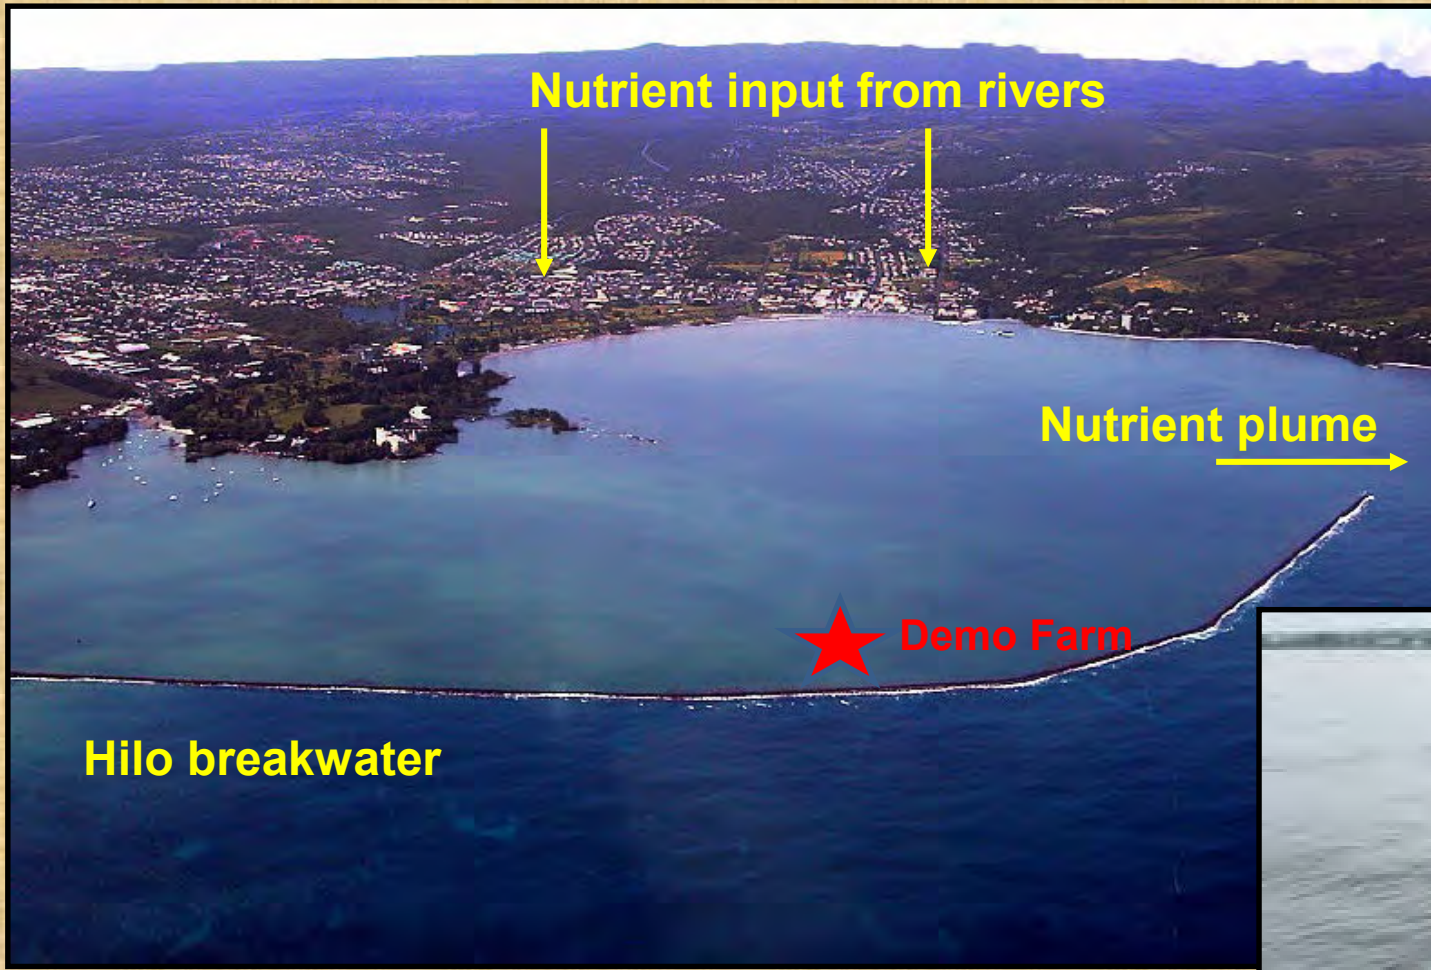 Nutrient input from rivers
Nutrient plume
Demo Farm
Hilo breakwater